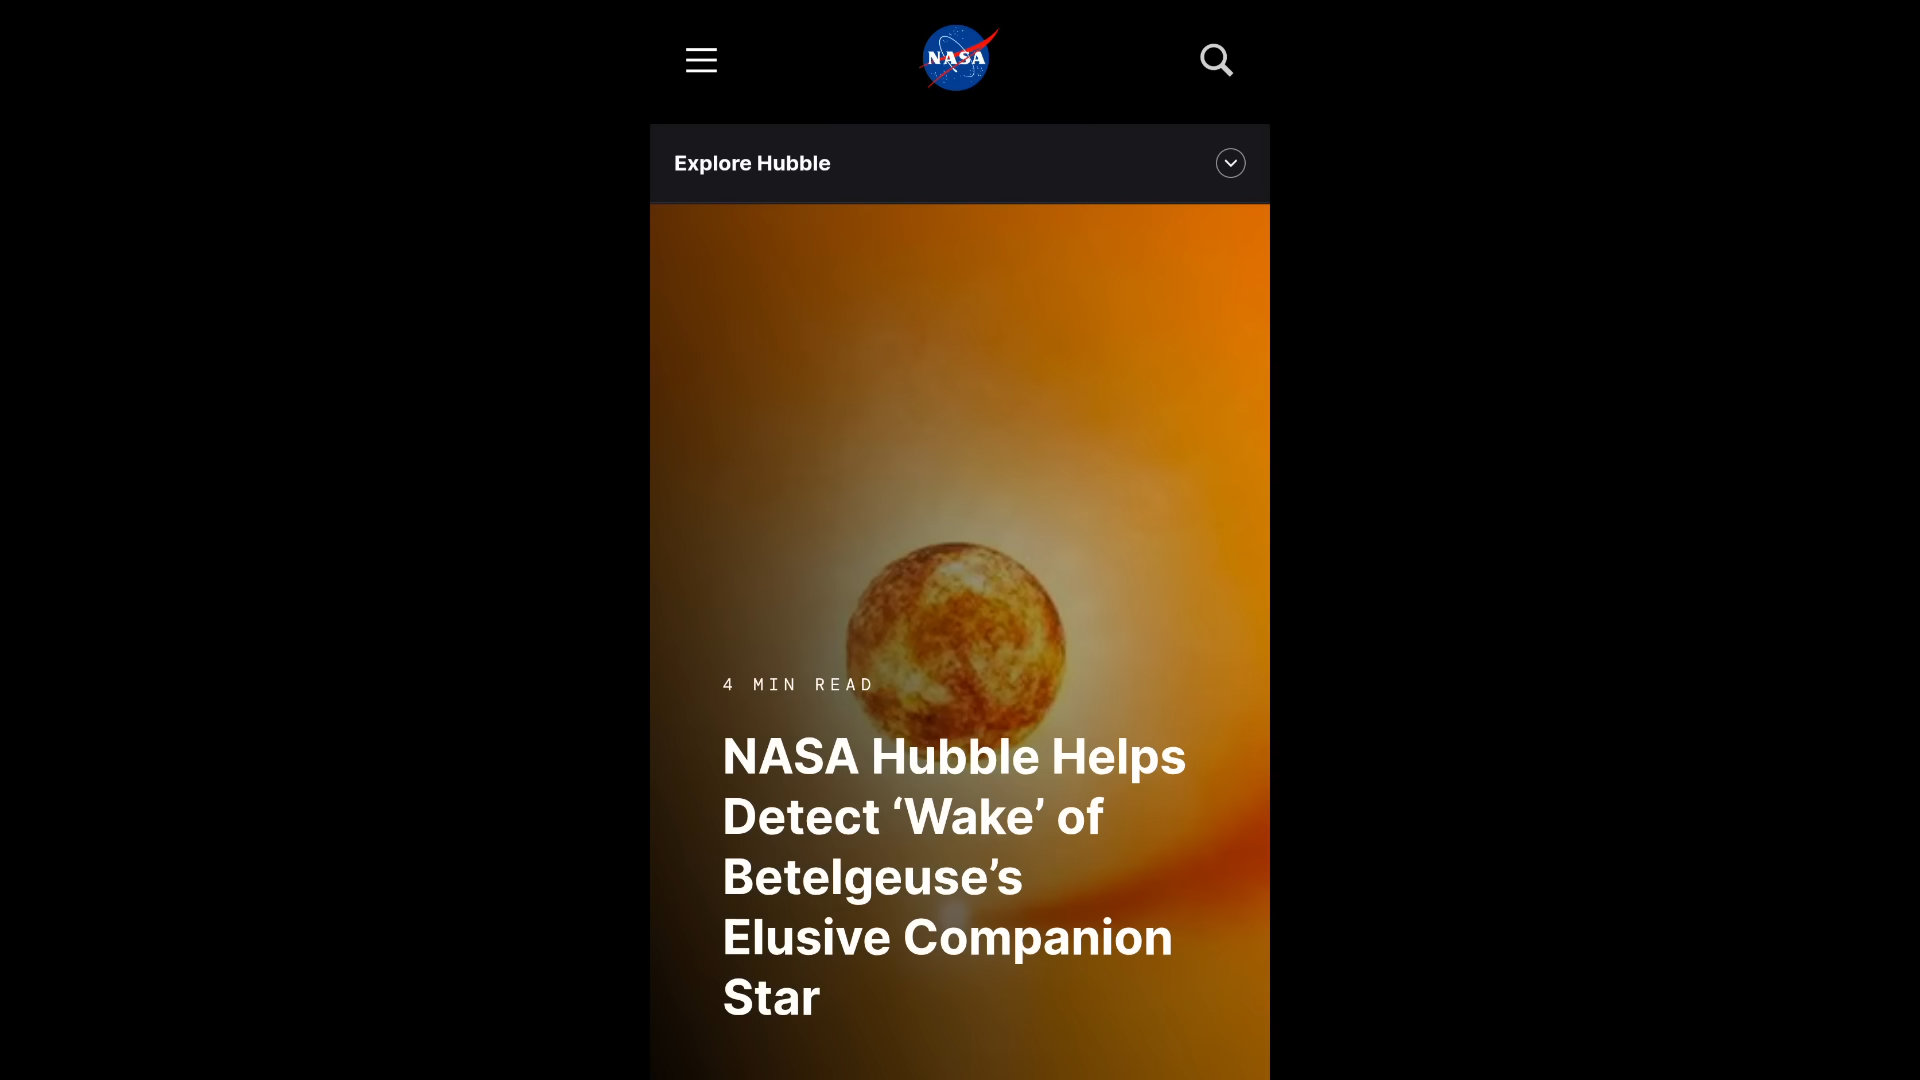 NASA
Explore Hubble
4 MIN READ
NASA Hubble Helps
Detect ‘Wake’ of
Betelgeuse’s
Elusive Companion
Star